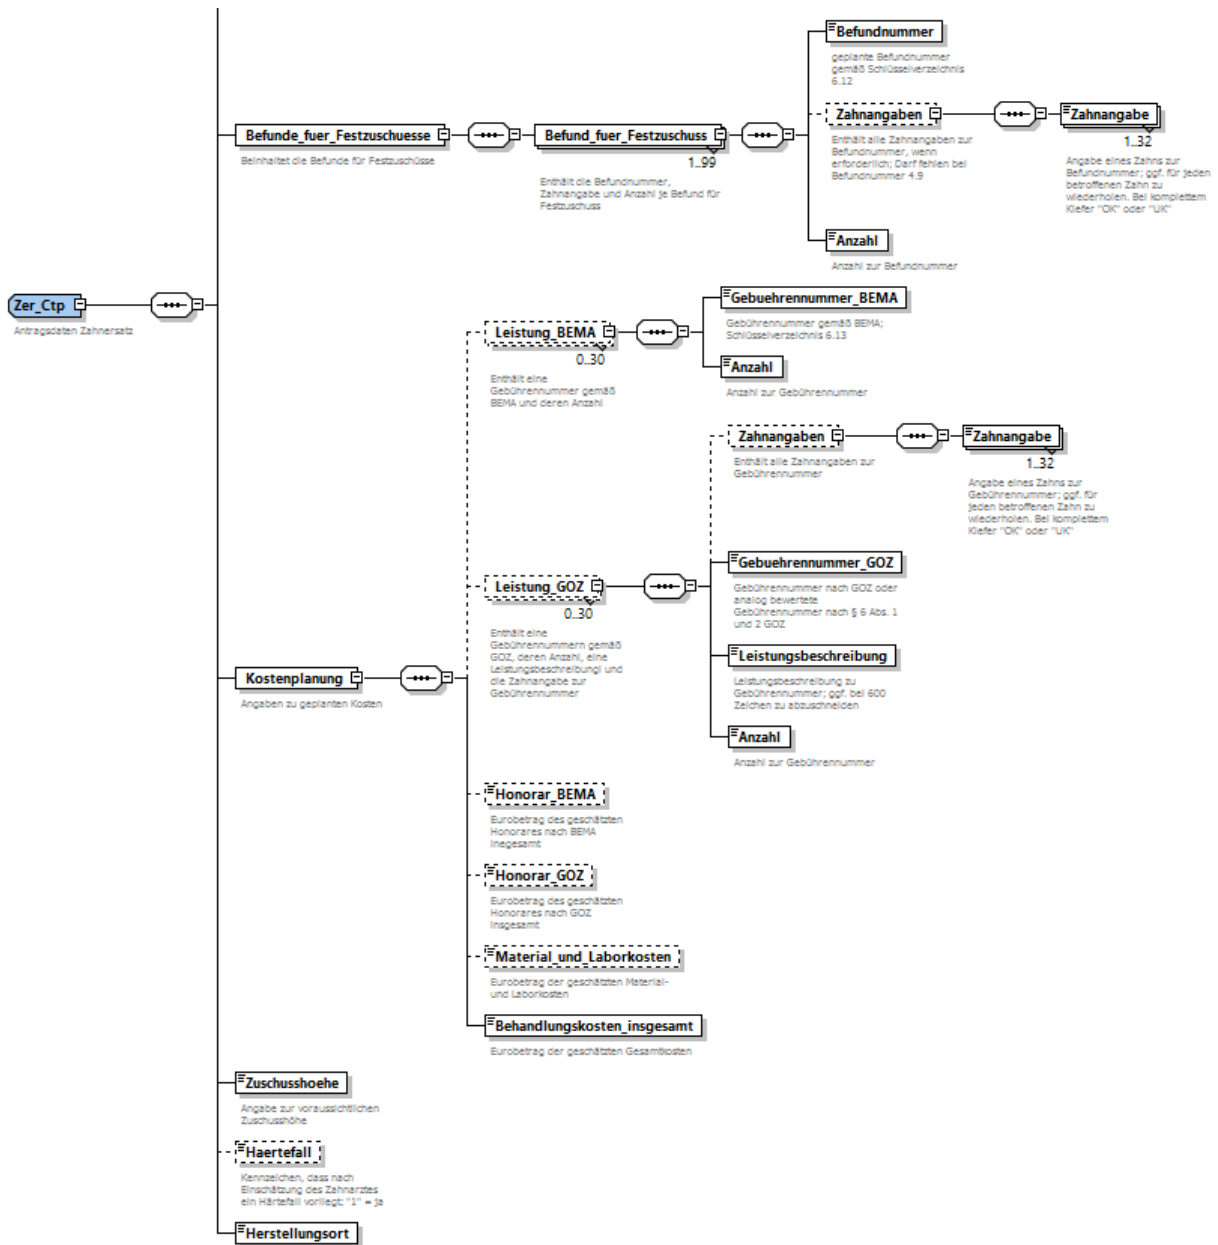 Befundnummer
geplante Befundnummer
gemäß Schlüsselverzeichnis
6.12
Befunde_fuer_Festzuschuesse
Beinhaltet die Befunde für Festzuschüsse
Befund_fuer_Festzuschuss
1..99
Enthält die Befundnummer,
Zahnangabe und Anzahl je Befund für
Festzuschuss
Zahnangaben
Enthält alle Zahnangaben zur
Befundnummer, wenn
erforderlich; Darf fehlen bei
Befundnummer 4.9
Zahnangabe
1..32
Angabe eines Zahns zur
Befundnummer; ggf. für jeden
betroffenen Zahn zu
wiederholen. Bei komplettem
Kiefer "OK" oder "UK"
Anzahl
Anzahl zur Befundnummer
Zer_Ctp
Antragsdaten Zahnersatz
Leistung_BEMA
0..30
Enthält eine
Gebührennummer gemäß
BEMA und deren Anzahl
Gebuehrennummer_BEMA
Gebührennummer gemäß BEMA;
Schlüsselverzeichnis 6.13
Anzahl
Anzahl zur Gebührennummer
Zahnangaben
Enthält alle Zahnangaben zur
Gebührennummer
Zahnangabe
1..32
Angabe eines Zahns zur
Gebührennummer; ggf. für
jeden betroffenen Zahn zu
wiederholen. Bei komplettem
Kiefer "OK" oder "UK"
Leistung_GOZ
0..30
Enthält eine
Gebührennummern gemäß
GOZ, deren Anzahl, eine
Leistungsbeschreibungl und
die Zahnangabe zur
Gebührennummer
Gebuehrennummer_GOZ
Gebührennummer nach GOZ oder
analog bewertete
Gebührennummer nach § 6 Abs. 1
und 2 GOZ
Leistungsbeschreibung
Leistungsbeschreibung zu
Gebührennummer; ggf. bei 600
Zeichen zu abzuschneiden
Anzahl
Anzahl zur Gebührennummer
Kostenplanung
Angaben zu geplanten Kosten
Honorar_BEMA
Eurobetrag des geschätzten
Honorares nach BEMA
inegesamt
Honorar_GOZ
Eurobetrag des geschätzten
Honorares nach GOZ
insgesamt
Material_und_Laborkosten
Eurobetrag der geschätzten Material-
und Laborkosten
Behandlungskosten_insgesamt
Eurobetrag der geschätzten Gesamtkosten
Zuschusshoehe
Angabe zur voraussichtlichen
Zuschusshöhe
Haertefall
Kennzeichen, dass nach
Einschätzung des Zahnarztes
ein Härtefall vorliegt; "1" = ja
Herstellungsort